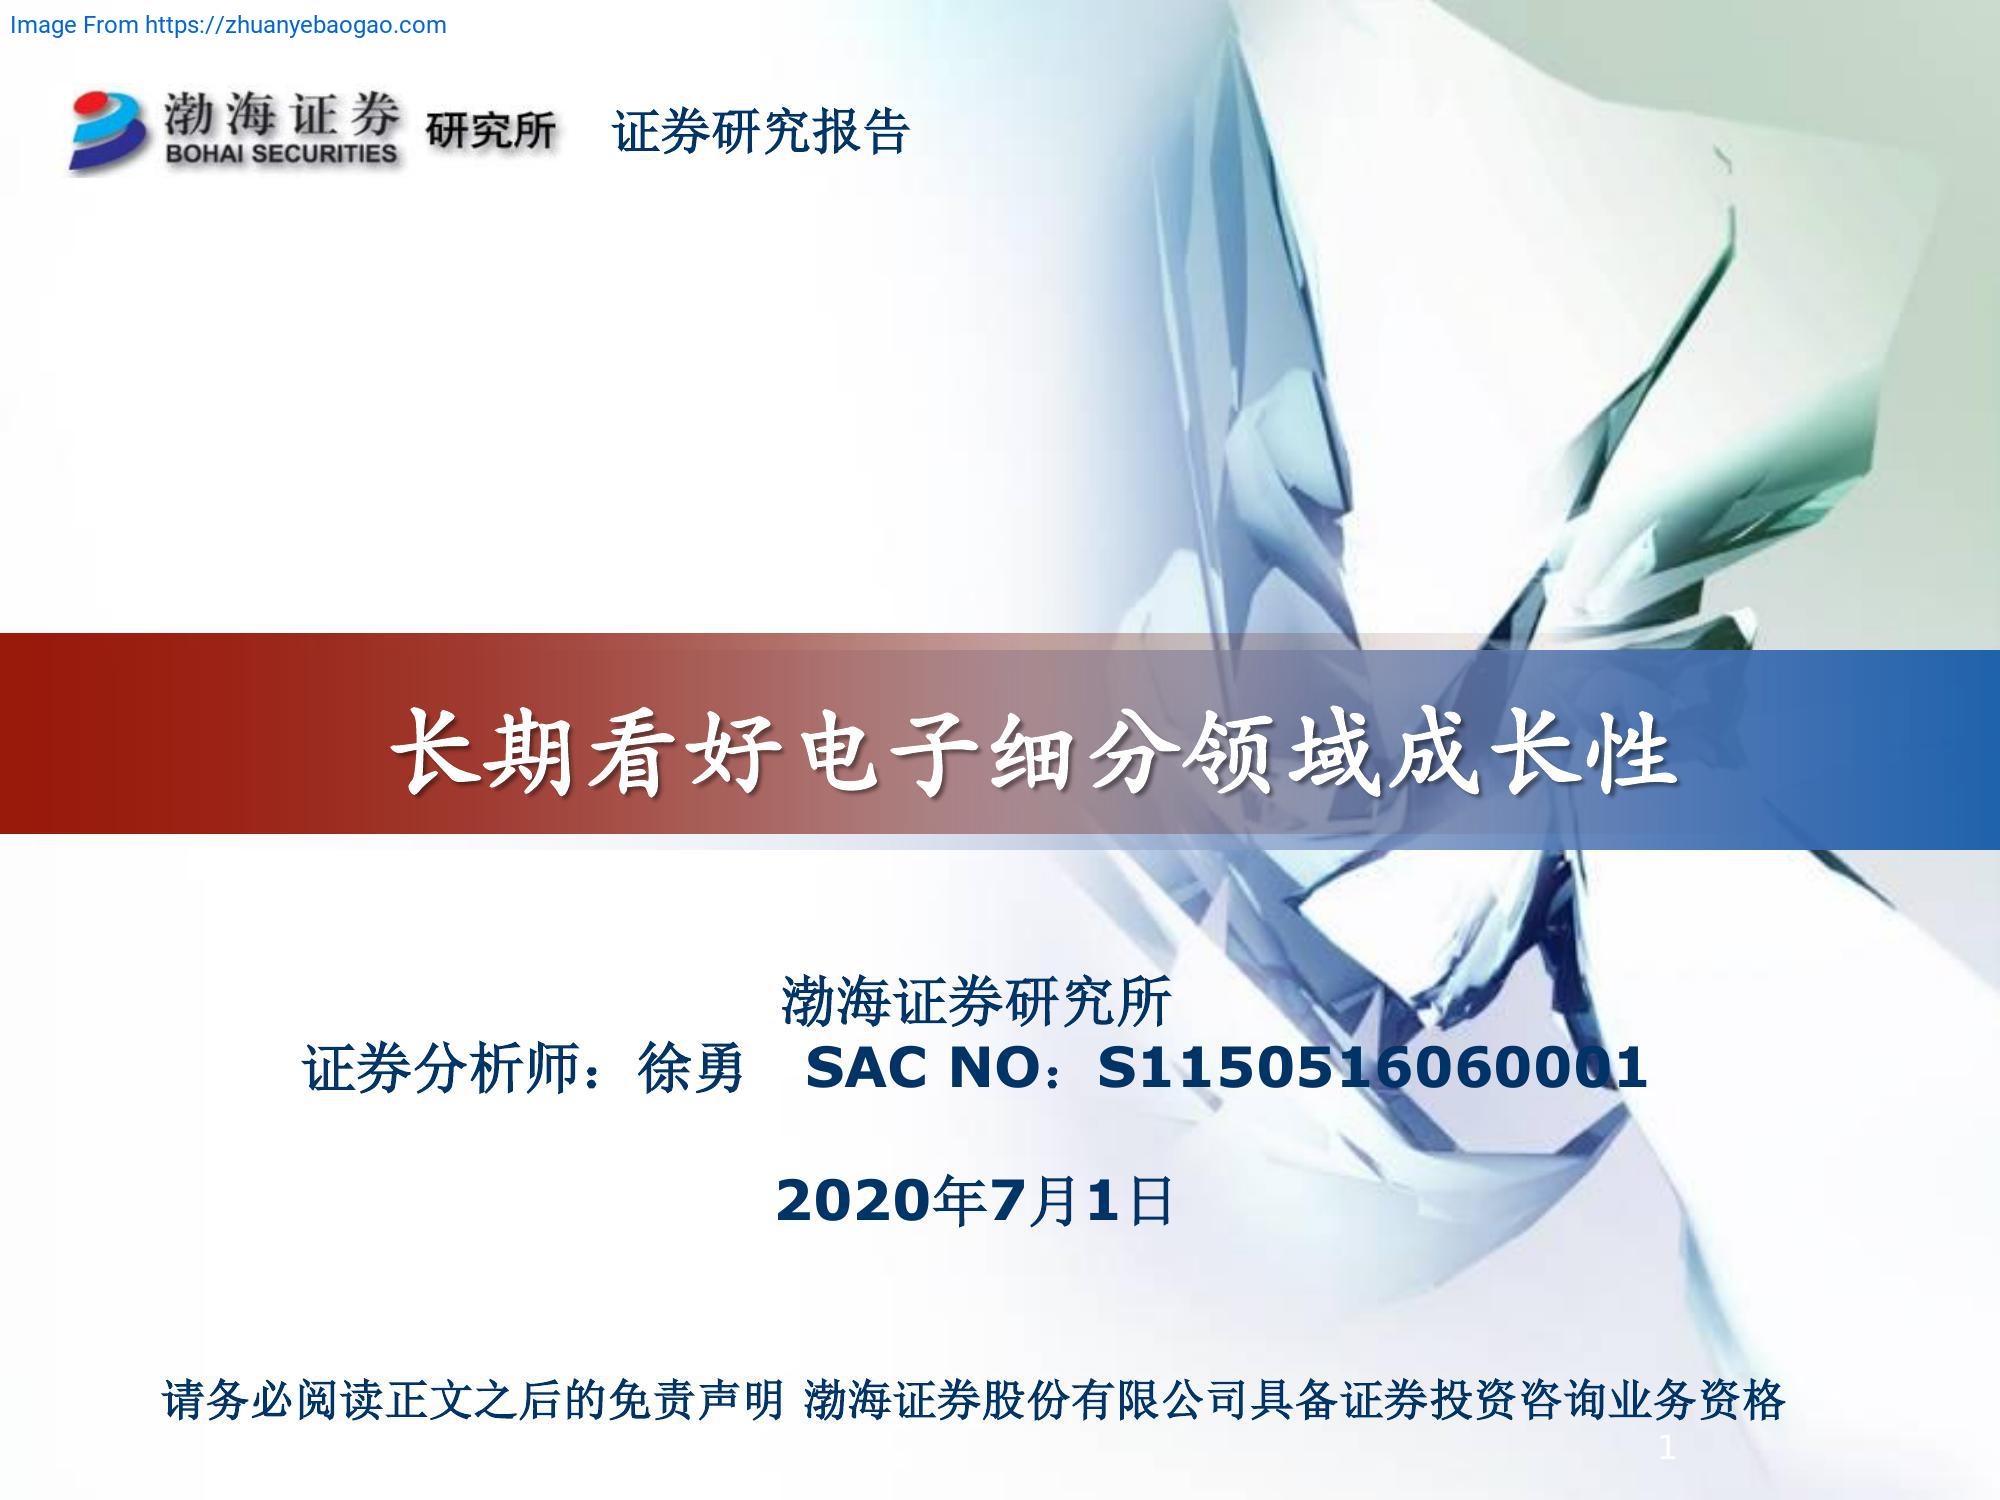 Image From https://zhuanyebaogao.com
渤海证券 研究所 证券研究报告
BOHAI SECURITIES
长期看好电子细分领域成长性
渤海证券研究所
证券分析师：徐勇 SAC NO：S1150516060001
2020年7月1日
请务必阅读正文之后的免责声明 渤海证券股份有限公司具备证券投资咨询业务资格
1